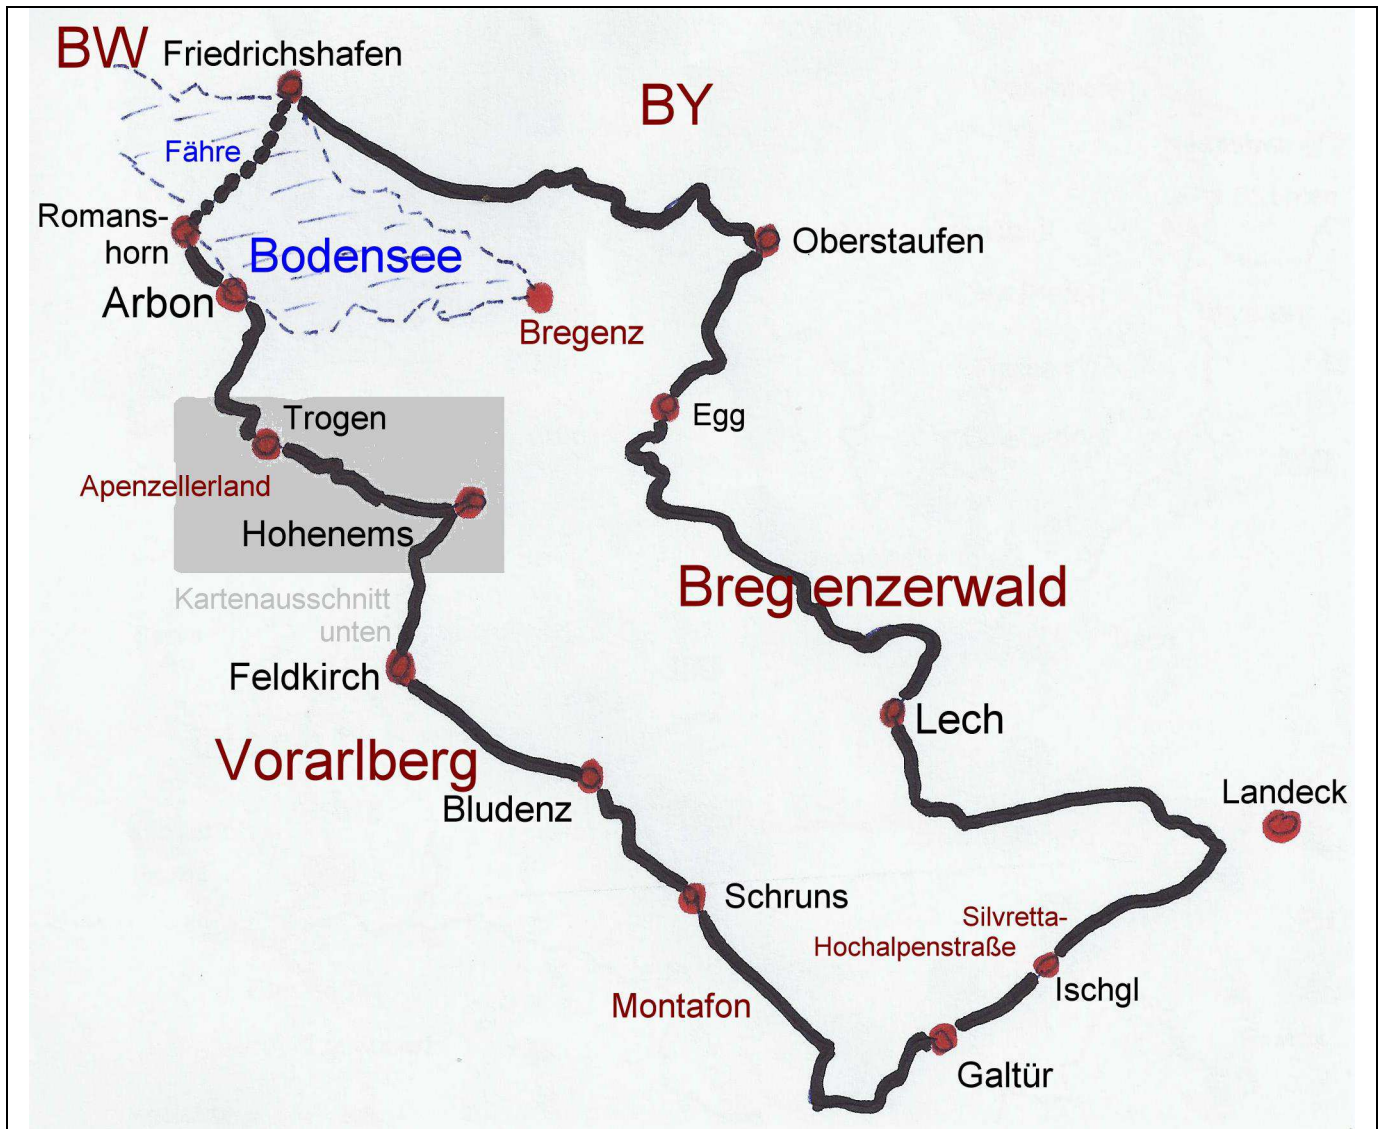 BW Friedrichshafen
BY
Fähre
Romans-
horn
Bodensee
Oberstaufen
Arbon
Bregenz
Egg
Trogen
Apenzellerland
Hohenems
Bregenzerwald
Kartenausschnitt
unten
Feldkirch
Lech
Vorarlberg
Landeck
Bludenz
Schruns
Silvretta-
Hochalpenstraße
Ischgl
Montafon
Galtür